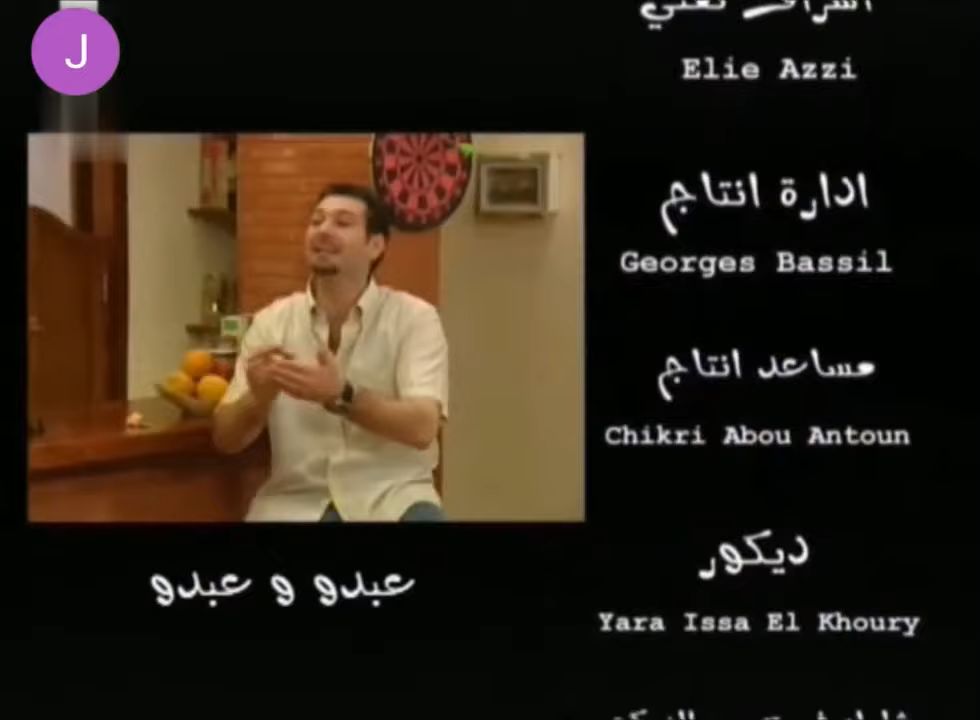 J
Elie Azzi
ادارة انتاج
Georges Bassil
مساعد انتاج
Chikri Abou Antoun
ديكور
Yara Issa El Khoury
عبدو و عبدو